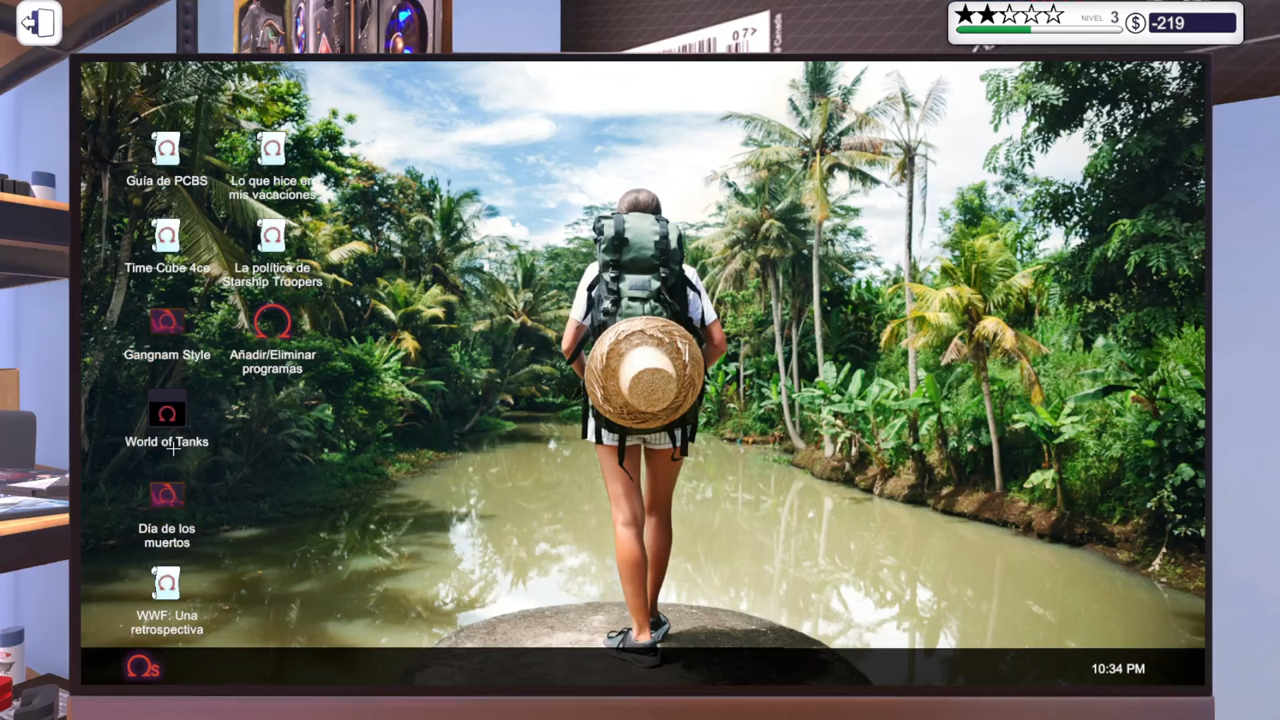 NIVEL 3
$ -219
07>
Guía de PCBS
Lo que hice en
mis vacaciones
Time Cube 4ce
La política de
Starship Troopers
Gangnam Style
Añadir/Eliminar
programas
World of Tanks
Día de los
muertos
WWF: Una
retrospectiva
Ωs
10:34 PM